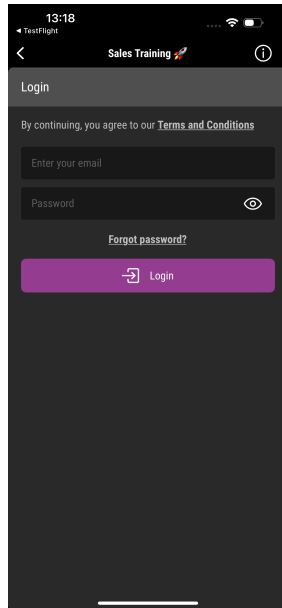 13:18
◀ TestFlight
Sales Training 🚀
Login
By continuing, you agree to our Terms and Conditions
Enter your email
Password
Forgot password?
Login